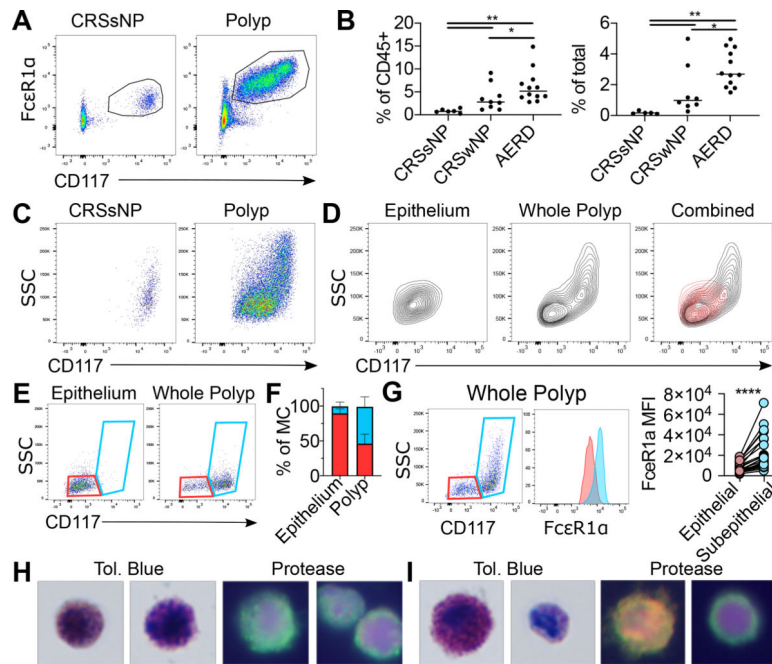 A
CRSsNP
Polyp
FcεR1α
CD117
B
% of CD45+
20
15
10
5
0
**
*
CRSsNP
CRSwNP
AERD
% of total
6
4
2
0
**
*
CRSsNP
CRSwNP
AERD
C
CRSsNP
Polyp
SSC
250K
200K
150K
100K
50K
0
CD117
D
Epithelium
Whole Polyp
Combined
SSC
250K
200K
150K
100K
50K
0
CD117
E
Epithelium
Whole Polyp
SSC
CD117
F
% of MC
100
50
0
Epithelium
Polyp
G
Whole Polyp
SSC
CD117
FcεR1α
FceR1a MFI
8×10⁴
6×10⁴
4×10⁴
2×10⁴
0
****
Epithelial
Subepithelial
H
Tol. Blue
Protease
I
Tol. Blue
Protease